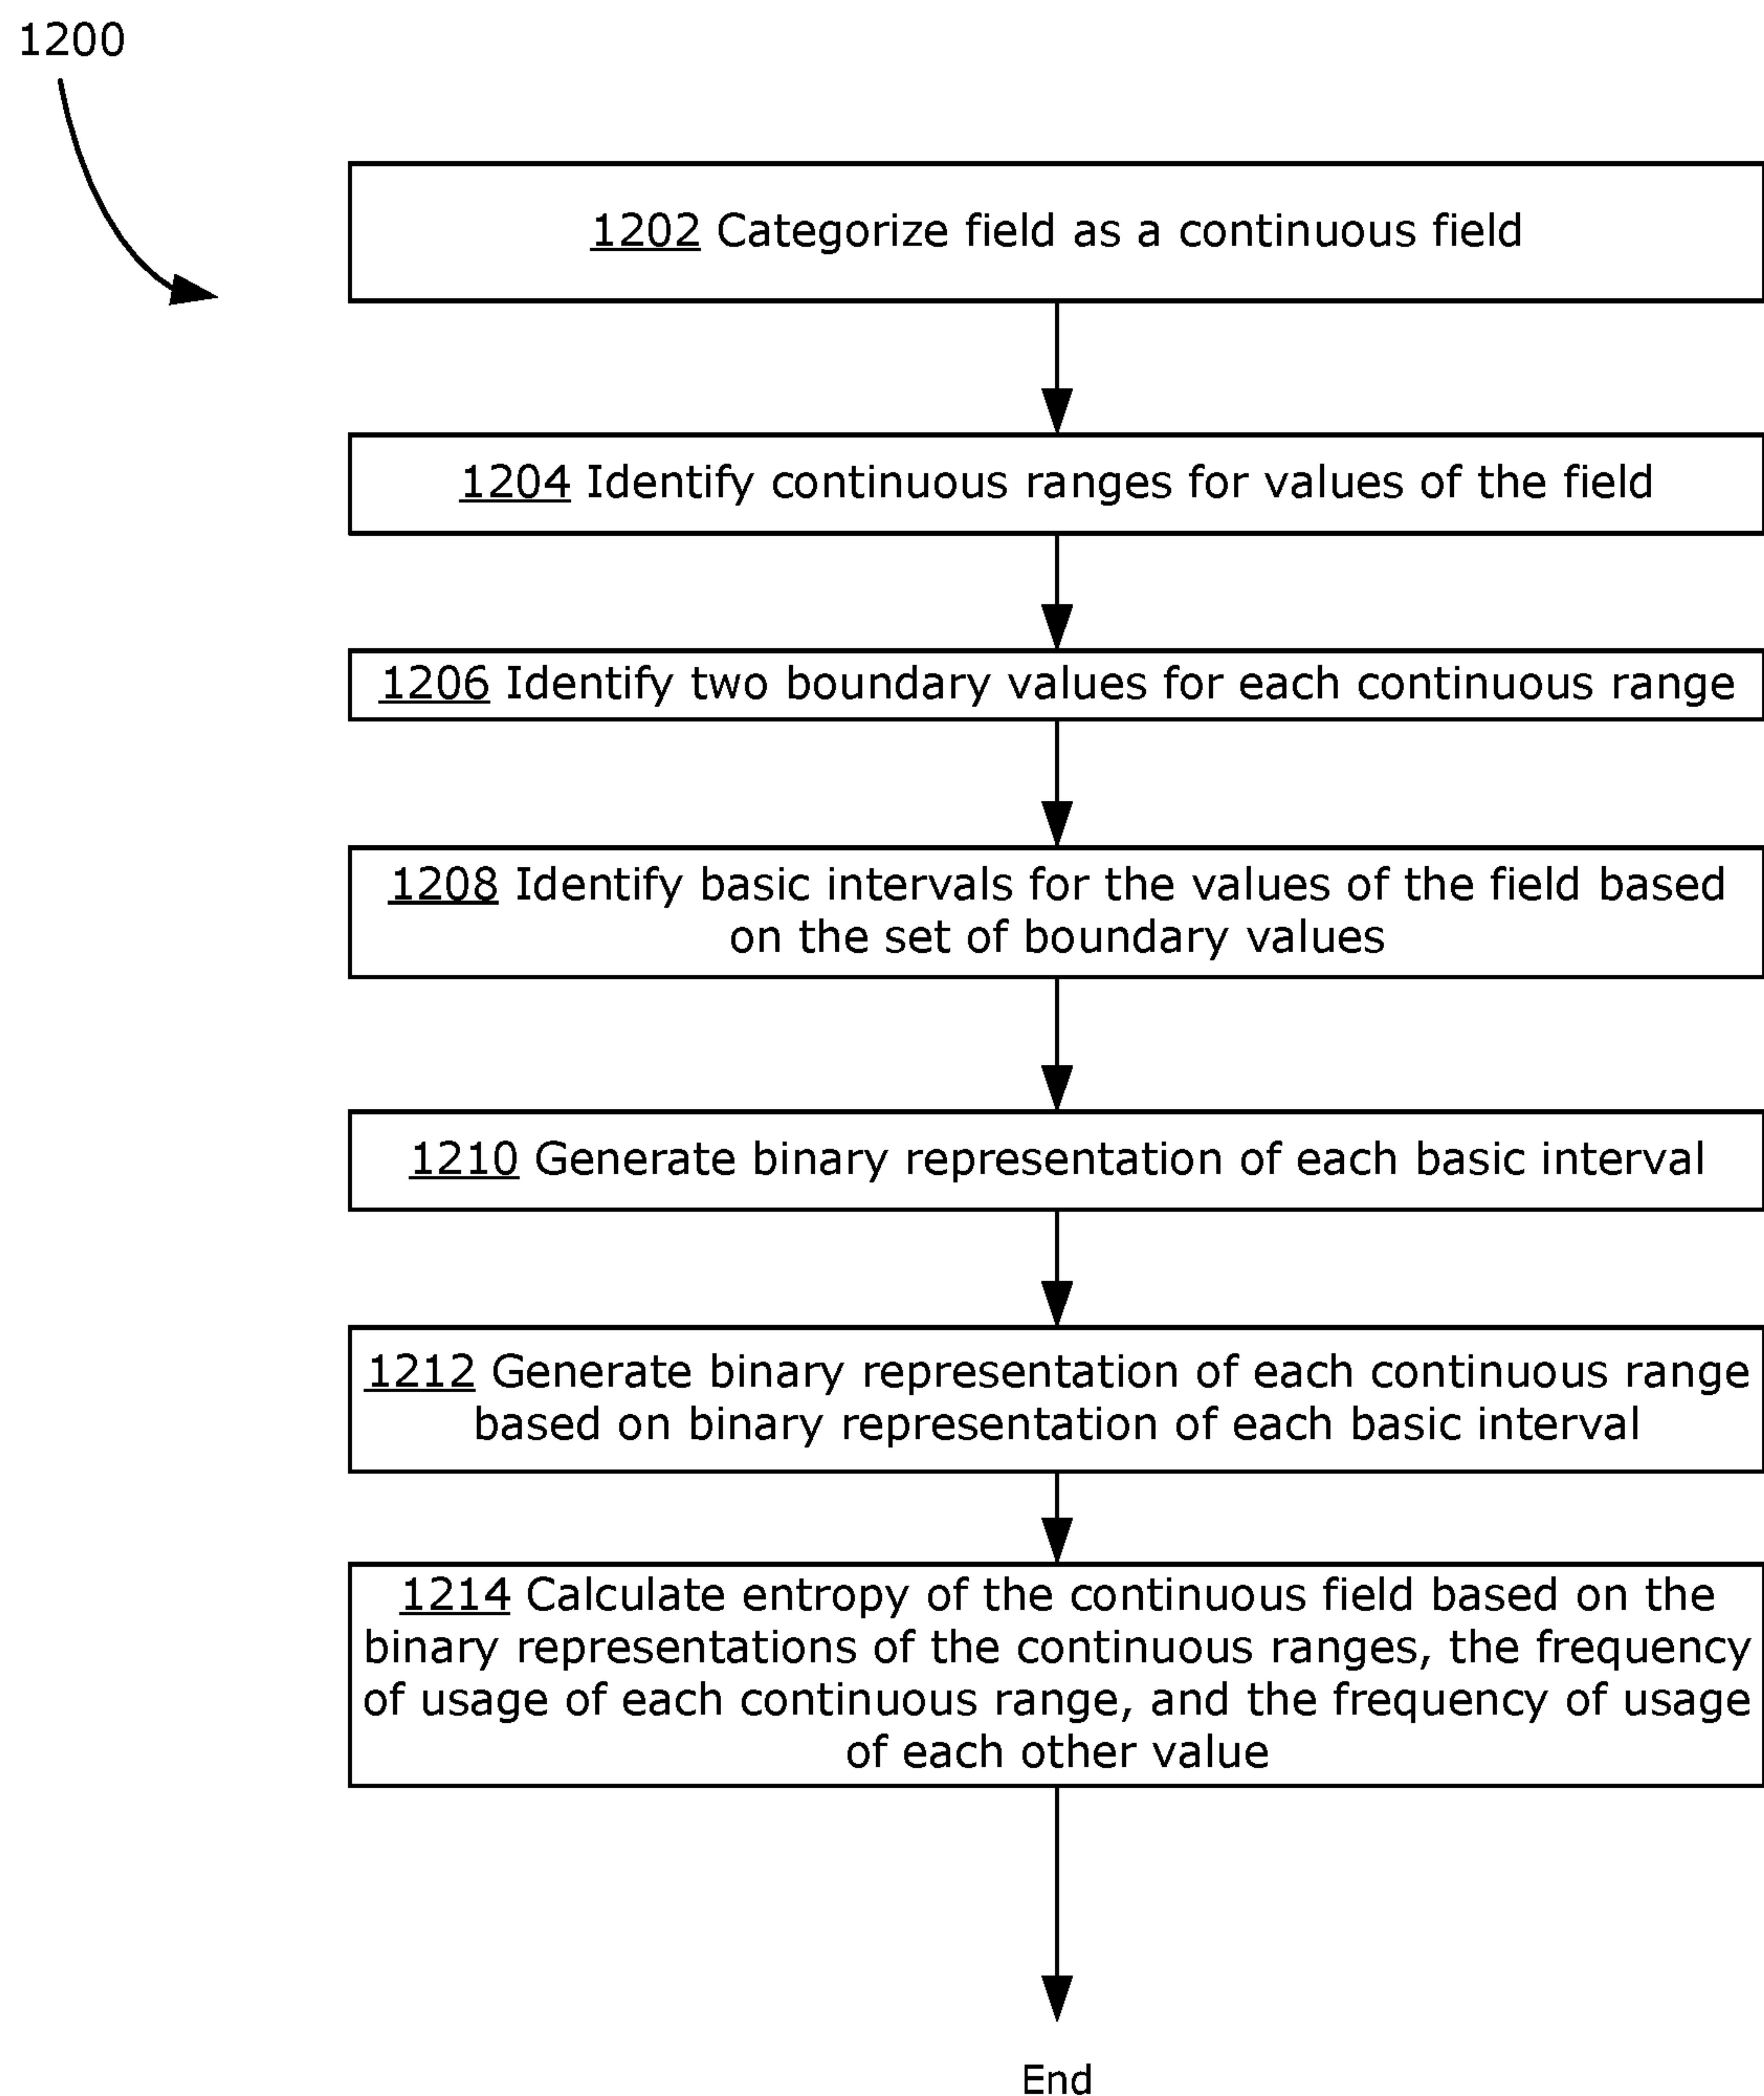 1200
1202 Categorize field as a continuous field
1204 Identify continuous ranges for values of the field
1206 Identify two boundary values for each continuous range
1208 Identify basic intervals for the values of the field based
on the set of boundary values
1210 Generate binary representation of each basic interval
1212 Generate binary representation of each continuous range
based on binary representation of each basic interval
1214 Calculate entropy of the continuous field based on the
binary representations of the continuous ranges, the frequency
of usage of each continuous range, and the frequency of usage
of each other value
End